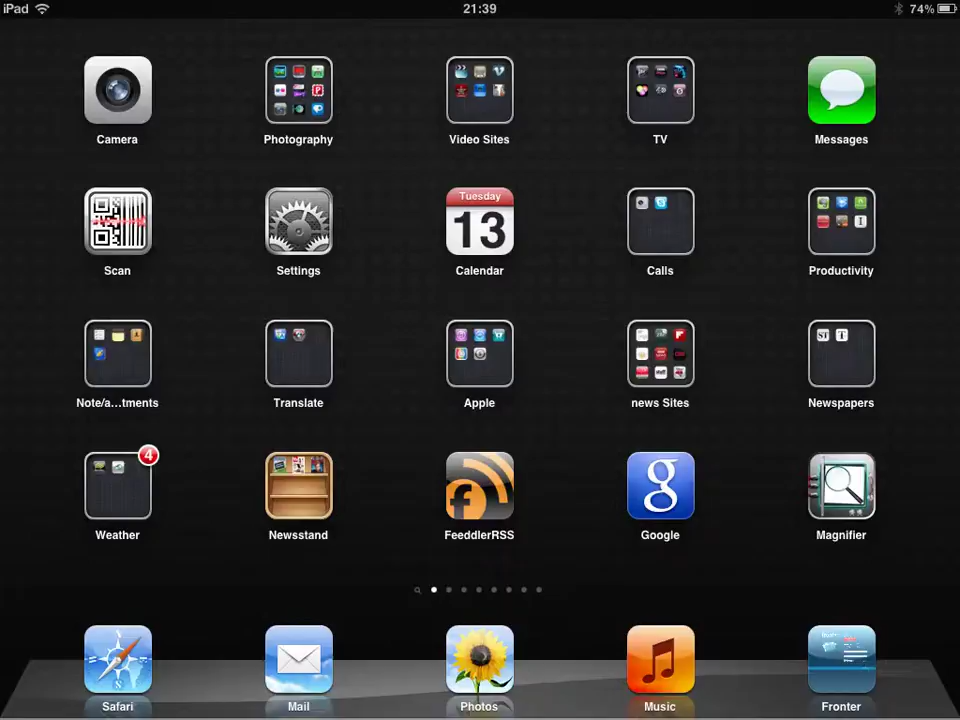 iPad 21:39 74%
Camera Photography Video Sites TV Messages
Tuesday
13
Scan Settings Calendar Calls Productivity
ST T
Note/a...tments Translate Apple news Sites Newspapers
4
f g
Weather Newsstand FeeddlerRSS Google Magnifier
Safari Mail Photos Music Fronter